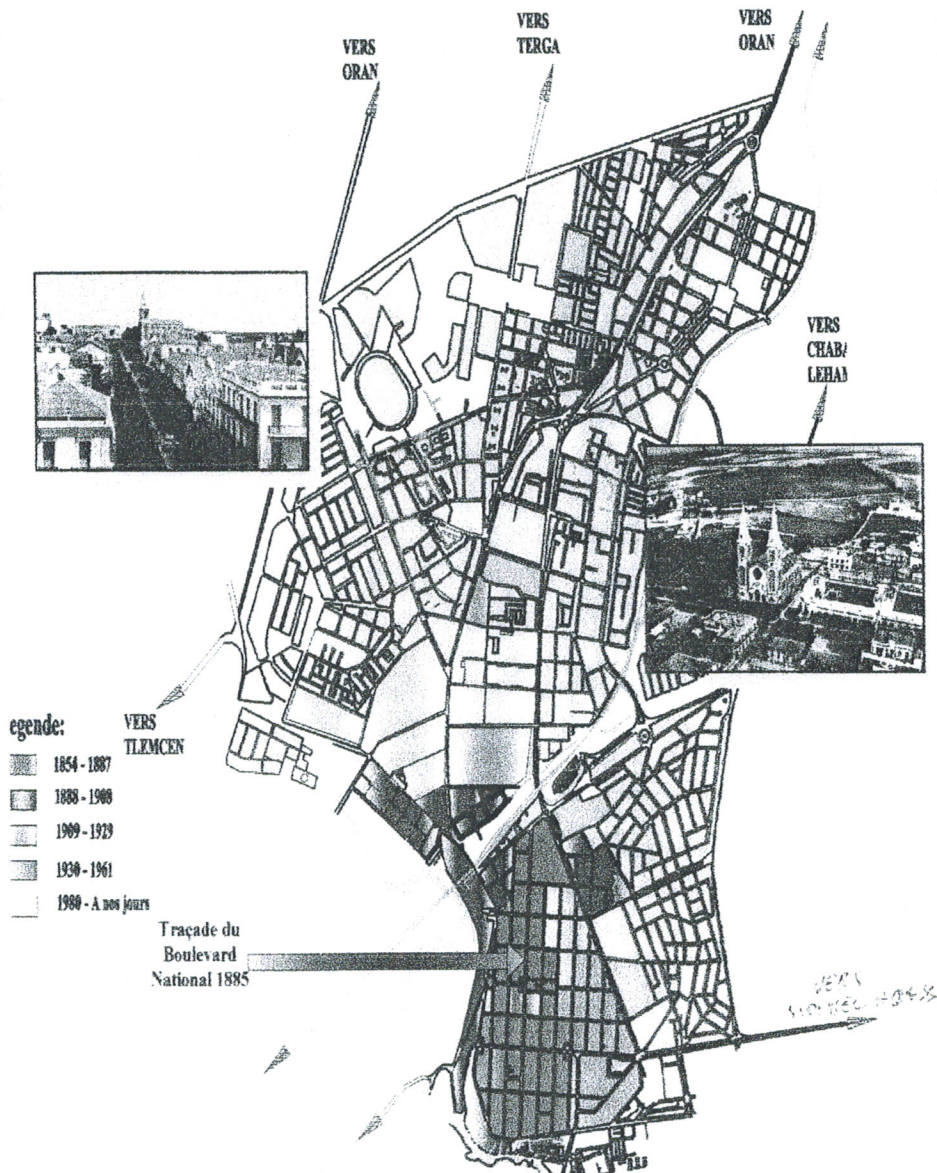 VERS
ORAN
VERS
TERGA
VERS
ORAN
VERS
CHAB
LEHA
VERS
TLEMCEN
egende:
1854 - 1887
1888 - 1908
1909 - 1929
1930 - 1961
1980 - A nos jours
Traçade du
Boulevard
National 1885
VERS